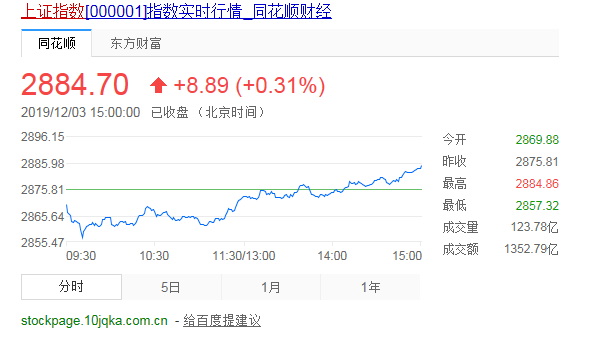 上证指数[000001]指数实时行情_同花顺财经
同花顺 东方财富
2884.70 +8.89 (+0.31%)
2019/12/03 15:00:00 已收盘 （北京时间）
2896.15
2885.98
2875.81
2865.64
2855.47
09:30 10:30 11:30/13:00 14:00 15:00
今开 2869.88
昨收 2875.81
最高 2884.86
最低 2857.32
成交量 123.78亿
成交额 1352.79亿
分时 5日 1月 1年
stockpage.10jqka.com.cn - 给百度提建议